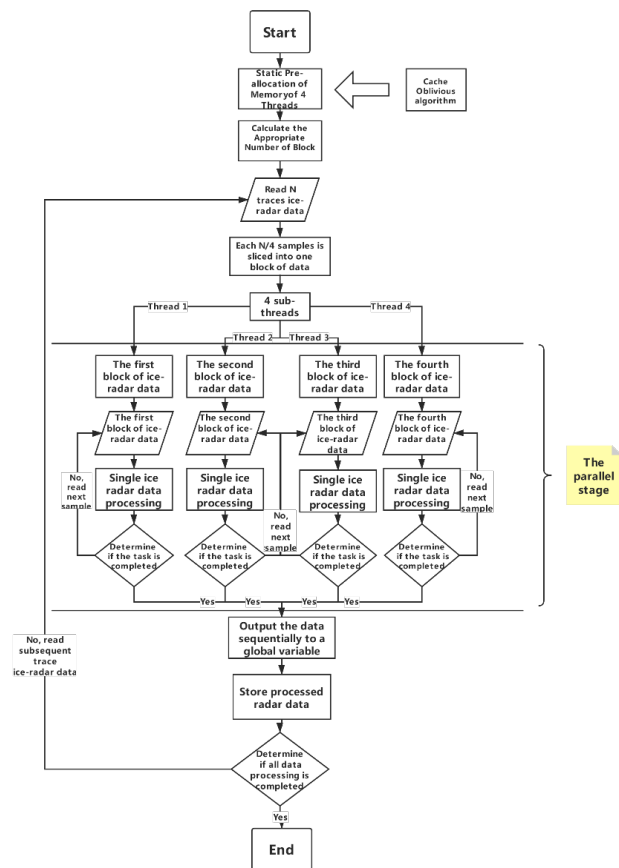 Start
Static Pre-
allocation of
Memoryof 4
Threads
Cache
Oblivious
algorithm
Calculate the
Appropriate
Number of Block
Read N
traces ice-
radar data
Each N/4 samples is
sliced into one
block of data
4 sub-
threads
Thread 1
Thread 2
Thread 3
Thread 4
The first
block of ice-
radar data
The second
block of ice-
radar data
The third
block of ice-
radar data
The fourth
block of ice-
radar data
The first
block of ice-
radar data
The second
block of ice-
radar data
The third
block of
ice-radar
data
The fourth
block of ice-
radar data
No,
read
next
sample
Single ice
radar data
processing
Single ice
radar data
processing
No,
read
next
sample
Single ice
radar data
processing
Single ice
radar data
processing
No,
read
next
sample
The
parallel
stage
Determine
if the task is
completed
Determine
if the task is
completed
Determine
if the task is
completed
Determine
if the task is
completed
Yes
Yes
Yes
Yes
Output the data
sequentially to a
global variable
No, read
subsequent
trace
ice-radar data
Store processed
radar data
Determine
if all data
processing is
completed
Yes
End